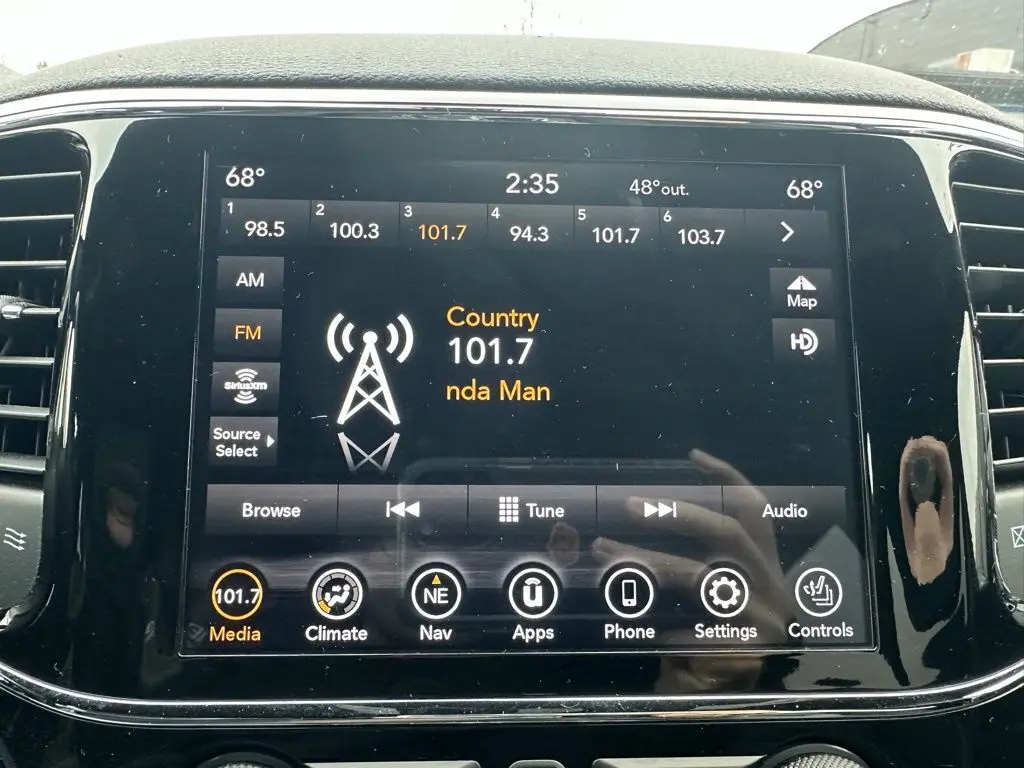 68° 2:35 48°out. 68°
1 98.5 2 100.3 3 101.7 4 94.3 5 101.7 6 103.7
AM
FM
SiriusXM
Source
Select
Country
101.7
nda Man
Map
HD
Browse Tune Audio
101.7 NE
Media Climate Nav Apps Phone Settings Controls